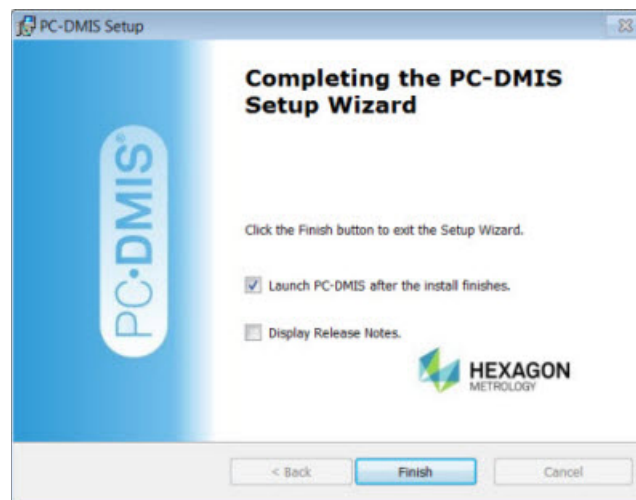 PC-DMIS Setup
Completing the PC-DMIS
Setup Wizard
PC•DMIS®
Click the Finish button to exit the Setup Wizard.
Launch PC-DMIS after the install finishes.
Display Release Notes.
HEXAGON
METROLOGY
< Back
Finish
Cancel